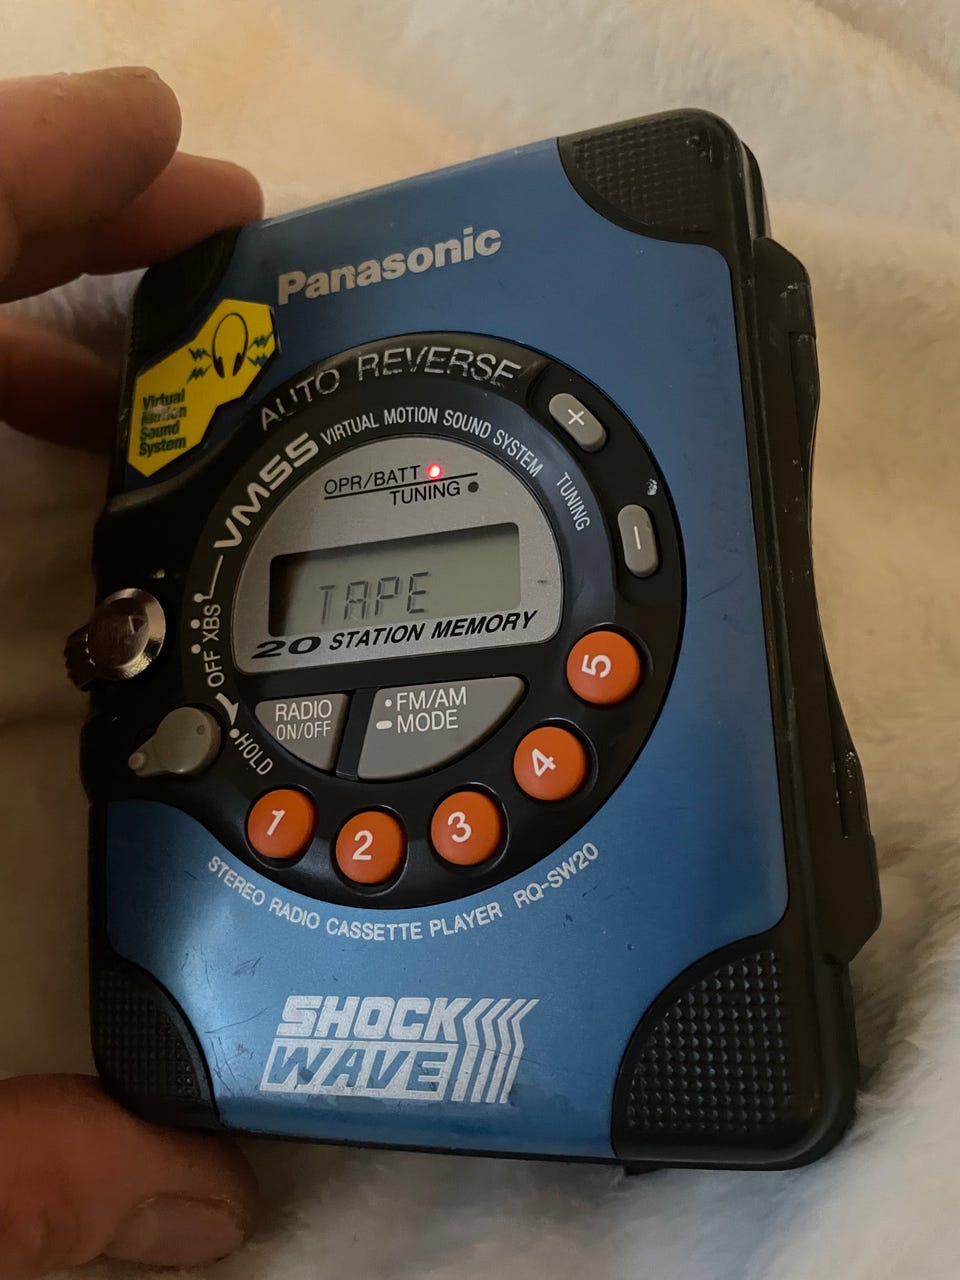 Panasonic
Virtual
Motion
Sound
System
AUTO REVERSE
VMSS VIRTUAL MOTION SOUND SYSTEM
TUNING
+
−
OPR/BATT
TUNING
TAPE
20 STATION MEMORY
XBS
OFF
HOLD
RADIO
ON/OFF
FM/AM
MODE
1
2
3
4
5
STEREO RADIO CASSETTE PLAYER RQ-SW20
SHOCK
WAVE